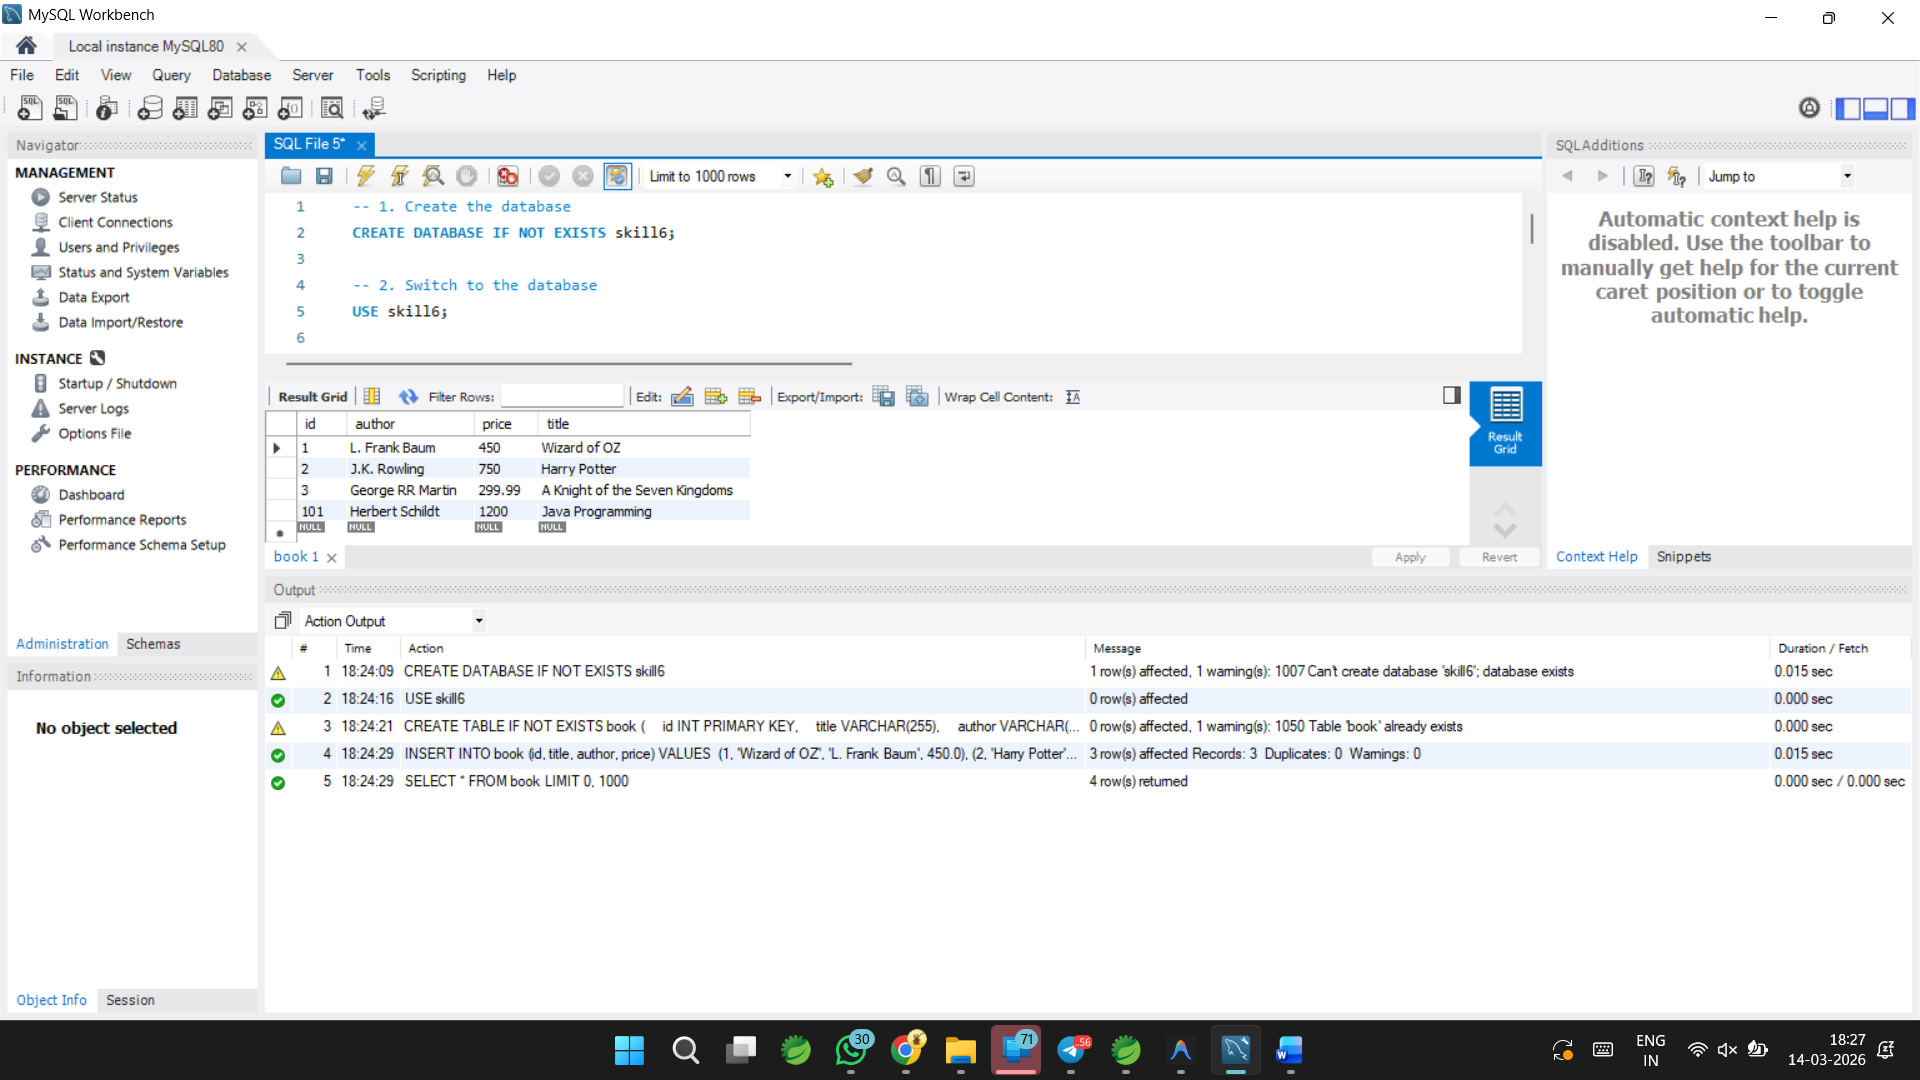 MySQL Workbench
Local instance MySQL80
File Edit View Query Database Server Tools Scripting Help
Navigator
MANAGEMENT
Server Status
Client Connections
Users and Privileges
Status and System Variables
Data Export
Data Import/Restore
INSTANCE
Startup / Shutdown
Server Logs
Options File
PERFORMANCE
Dashboard
Performance Reports
Performance Schema Setup
Administration Schemas
Information
No object selected
Object Info Session
SQL File 5*
Limit to 1000 rows
1 -- 1. Create the database
2 CREATE DATABASE IF NOT EXISTS skill6;
3
4 -- 2. Switch to the database
5 USE skill6;
6
Result Grid Filter Rows: Edit: Export/Import: Wrap Cell Content:
id author price title
1 L. Frank Baum 450 Wizard of OZ
2 J.K. Rowling 750 Harry Potter
3 George RR Martin 299.99 A Knight of the Seven Kingdoms
101 Herbert Schildt 1200 Java Programming
NULL NULL NULL NULL
Result
Grid
book 1
Apply Revert
SQLAdditions
Jump to
Automatic context help is
disabled. Use the toolbar to
manually get help for the current
caret position or to toggle
automatic help.
Context Help Snippets
Output
Action Output
# Time Action Message Duration / Fetch
1 18:24:09 CREATE DATABASE IF NOT EXISTS skill6 1 row(s) affected, 1 warning(s): 1007 Can't create database 'skill6'; database exists 0.015 sec
2 18:24:16 USE skill6 0 row(s) affected 0.000 sec
3 18:24:21 CREATE TABLE IF NOT EXISTS book ( id INT PRIMARY KEY, title VARCHAR(255), author VARCHAR(... 0 row(s) affected, 1 warning(s): 1050 Table 'book' already exists 0.000 sec
4 18:24:29 INSERT INTO book (id, title, author, price) VALUES (1, 'Wizard of OZ', 'L. Frank Baum', 450.0), (2, 'Harry Potter'... 3 row(s) affected Records: 3 Duplicates: 0 Warnings: 0 0.015 sec
5 18:24:29 SELECT * FROM book LIMIT 0, 1000 4 row(s) returned 0.000 sec / 0.000 sec
30
71
56
ENG
IN
18:27
14-03-2026